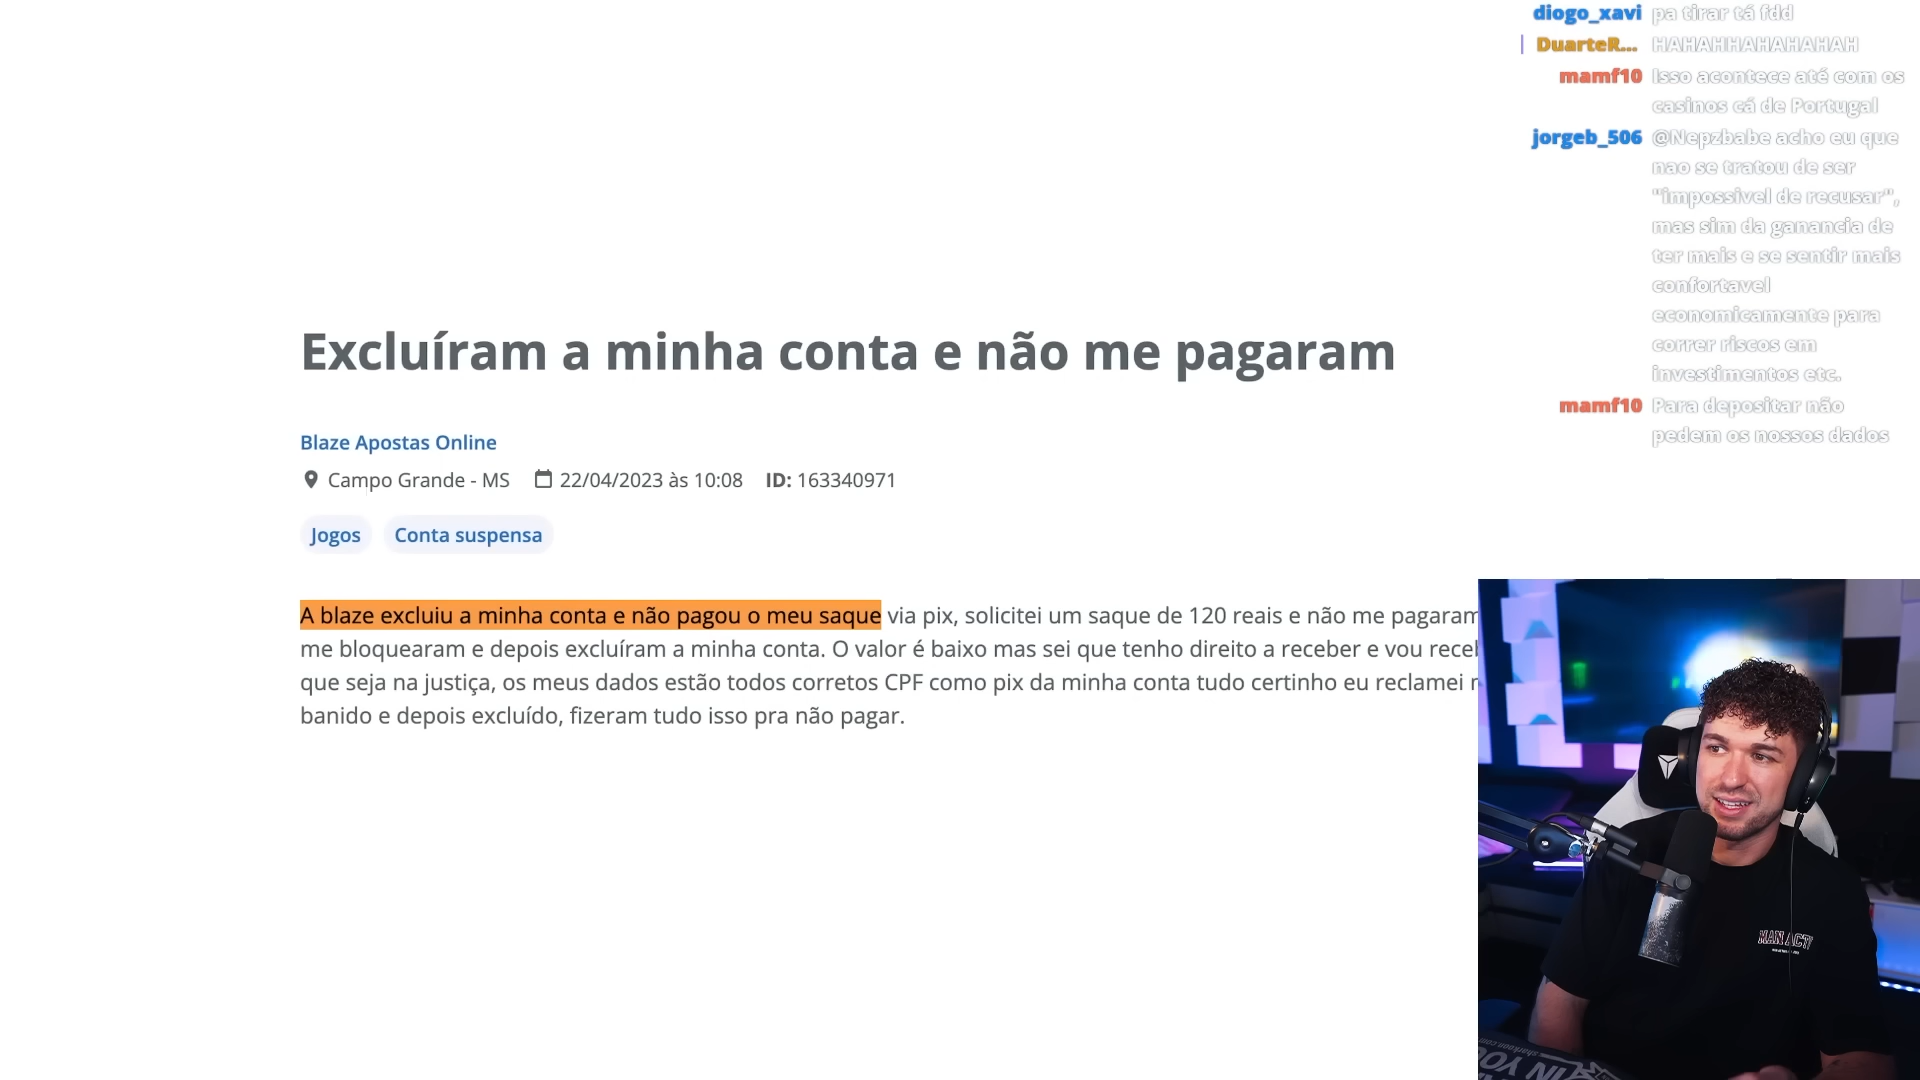 Excluíram a minha conta e não me pagaram
Blaze Apostas Online
Campo Grande - MS 22/04/2023 às 10:08 ID: 163340971
Jogos Conta suspensa
A blaze excluiu a minha conta e não pagou o meu saque via pix, solicitei um saque de 120 reais e não me pagaram
me bloquearam e depois excluíram a minha conta. O valor é baixo mas sei que tenho direito a receber e vou
que seja na justiça, os meus dados estão todos corretos CPF como pix da minha conta tudo certinho eu reclamei
banido e depois excluído, fizeram tudo isso pra não pagar.
diogo_xavi pa tirar tá fdd
DuarteR... HAHAHHAHAHAHAH
mamf10 Isso acontece até com os
casinos cá de Portugal
jorgeb_506 @Nepzbabe acho eu que
nao se tratou de ser
"impossivel de recusar",
mas sim da ganancia de
ter mais e se sentir mais
confortavel
economicamente para
correr riscos em
investimentos etc.
mamf10 Para depositar não
pedem os nossos dados
MAN ACT!